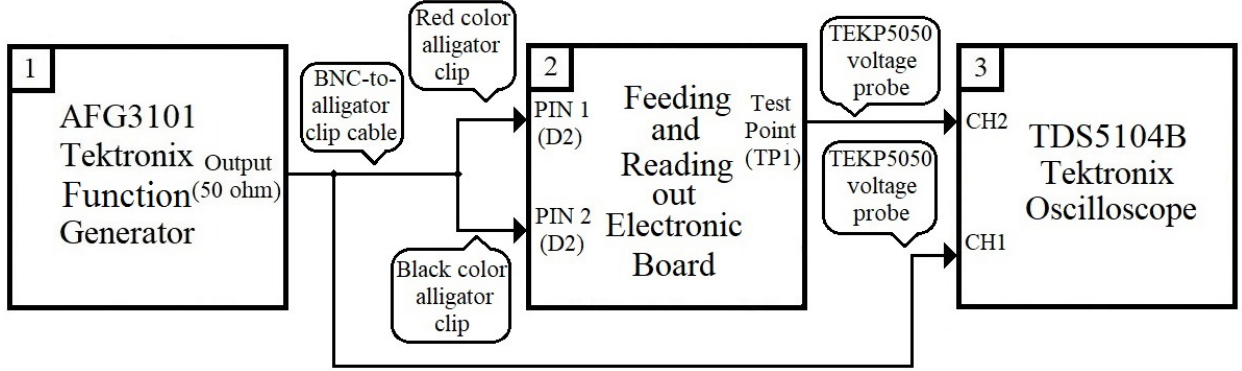 1
AFG3101
Tektronix
Function
Generator
Output
(50 ohm)
BNC-to-
alligator
clip cable
Red color
alligator
clip
Black color
alligator
clip
2
PIN 1
(D2)
PIN 2
(D2)
Feeding
and
Reading
out
Electronic
Board
Test
Point
(TP1)
TEKP5050
voltage
probe
TEKP5050
voltage
probe
3
CH2
CH1
TDS5104B
Tektronix
Oscilloscope